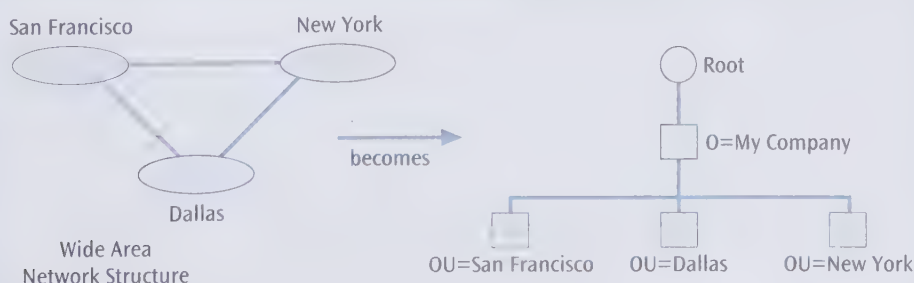 San Francisco
New York
Dallas
Wide Area
Network Structure
becomes
Root
O=My Company
OU=San Francisco
OU=Dallas
OU=New York